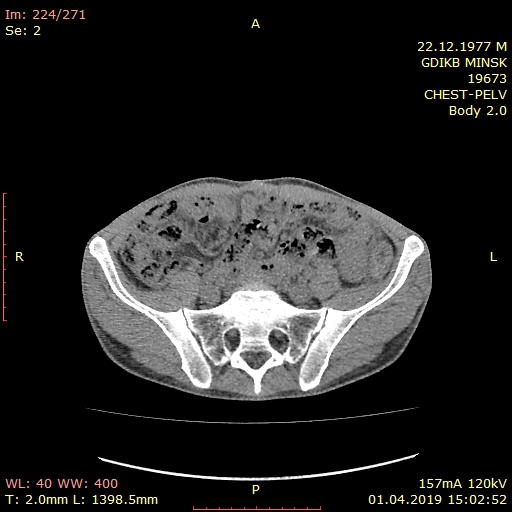 Im: 224/271
Se: 2
A
22.12.1977 M
GDIKB MINSK
19673
CHEST-PELV
Body 2.0
R
L
WL: 40 WW: 400
T: 2.0mm L: 1398.5mm
P
157mA 120kV
01.04.2019 15:02:52